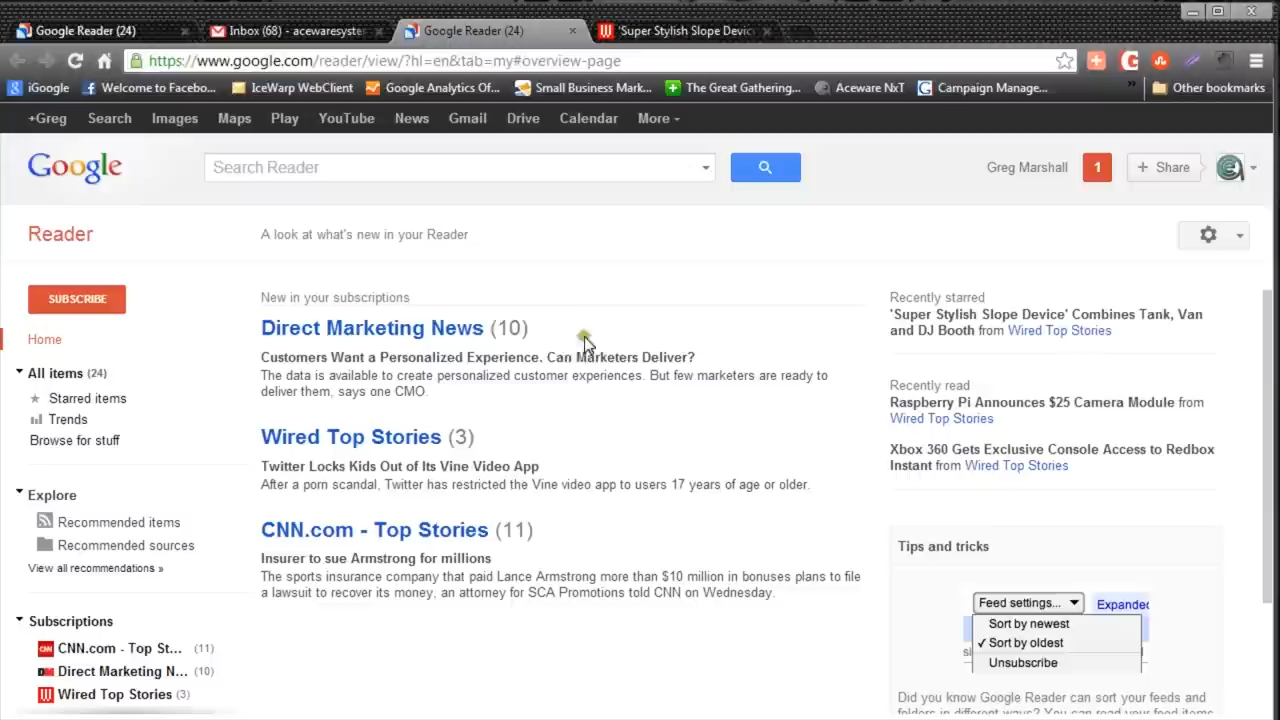 Google Reader (24)
Inbox (68) - acewaresyste
Google Reader (24)
'Super Stylish Slope Devic
https://www.google.com/reader/view/?hl=en&tab=my#overview-page
iGoogle
Welcome to Facebo...
IceWarp WebClient
Google Analytics Of...
Small Business Mark...
The Great Gathering...
Aceware NxT
Campaign Manage...
»
Other bookmarks
+Greg Search Images Maps Play YouTube News Gmail Drive Calendar More
Google
Search Reader
Greg Marshall
1
+ Share
Reader
A look at what's new in your Reader
SUBSCRIBE
Home
All items (24)
Starred items
Trends
Browse for stuff
Explore
Recommended items
Recommended sources
View all recommendations »
Subscriptions
CNN
CNN.com - Top St... (11)
Direct Marketing N... (10)
Wired Top Stories (3)
New in your subscriptions
Direct Marketing News (10)
Customers Want a Personalized Experience. Can Marketers Deliver?
The data is available to create personalized customer experiences. But few marketers are ready to
deliver them, says one CMO.
Wired Top Stories (3)
Twitter Locks Kids Out of Its Vine Video App
After a porn scandal, Twitter has restricted the Vine video app to users 17 years of age or older.
CNN.com - Top Stories (11)
Insurer to sue Armstrong for millions
The sports insurance company that paid Lance Armstrong more than $10 million in bonuses plans to file
a lawsuit to recover its money, an attorney for SCA Promotions told CNN on Wednesday.
Recently starred
'Super Stylish Slope Device' Combines Tank, Van
and DJ Booth from Wired Top Stories
Recently read
Raspberry Pi Announces $25 Camera Module from
Wired Top Stories
Xbox 360 Gets Exclusive Console Access to Redbox
Instant from Wired Top Stories
Tips and tricks
Feed settings... Expanded
Sort by newest
✓ Sort by oldest
Unsubscribe
Did you know Google Reader can sort your feeds and
folders in different ways? You can read your feed items